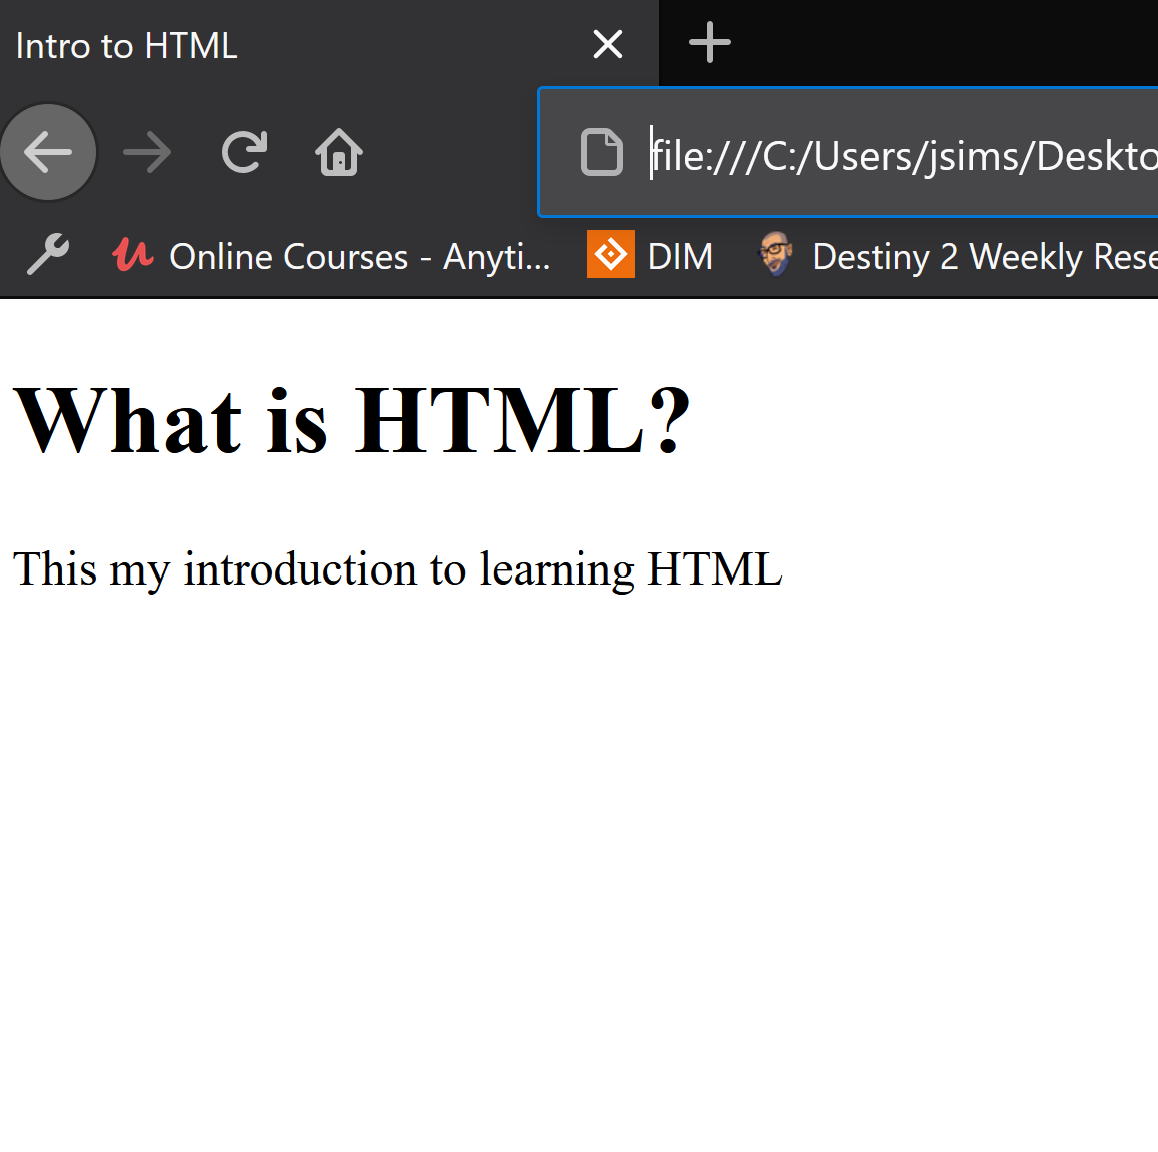 Intro to HTML
file:///C:/Users/jsims/Deskto
Online Courses - Anyti...
DIM
Destiny 2 Weekly Rese
What is HTML?
This my introduction to learning HTML